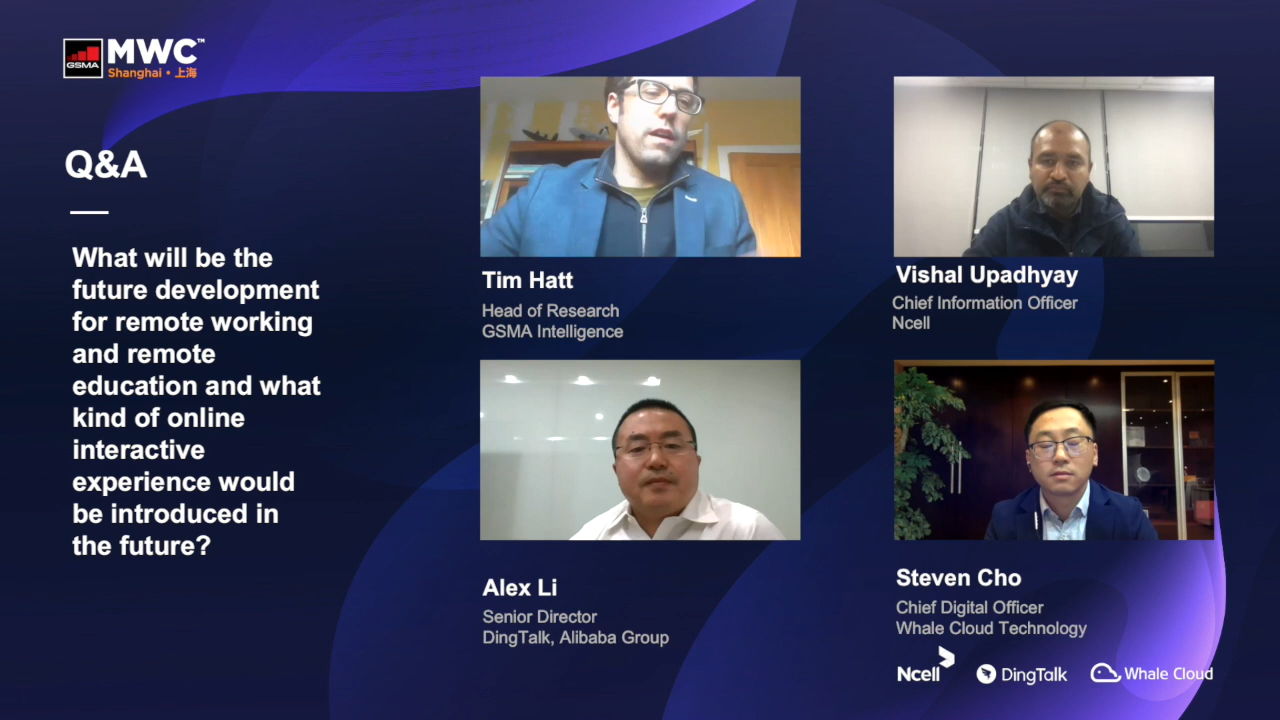 GSMA
MWC™
Shanghai • 上海
Q&A
What will be the
future development
for remote working
and remote
education and what
kind of online
interactive
experience would
be introduced in
the future?
Tim Hatt
Head of Research
GSMA Intelligence
Vishal Upadhyay
Chief Information Officer
Ncell
Alex Li
Senior Director
DingTalk, Alibaba Group
Steven Cho
Chief Digital Officer
Whale Cloud Technology
Ncell
DingTalk
Whale Cloud